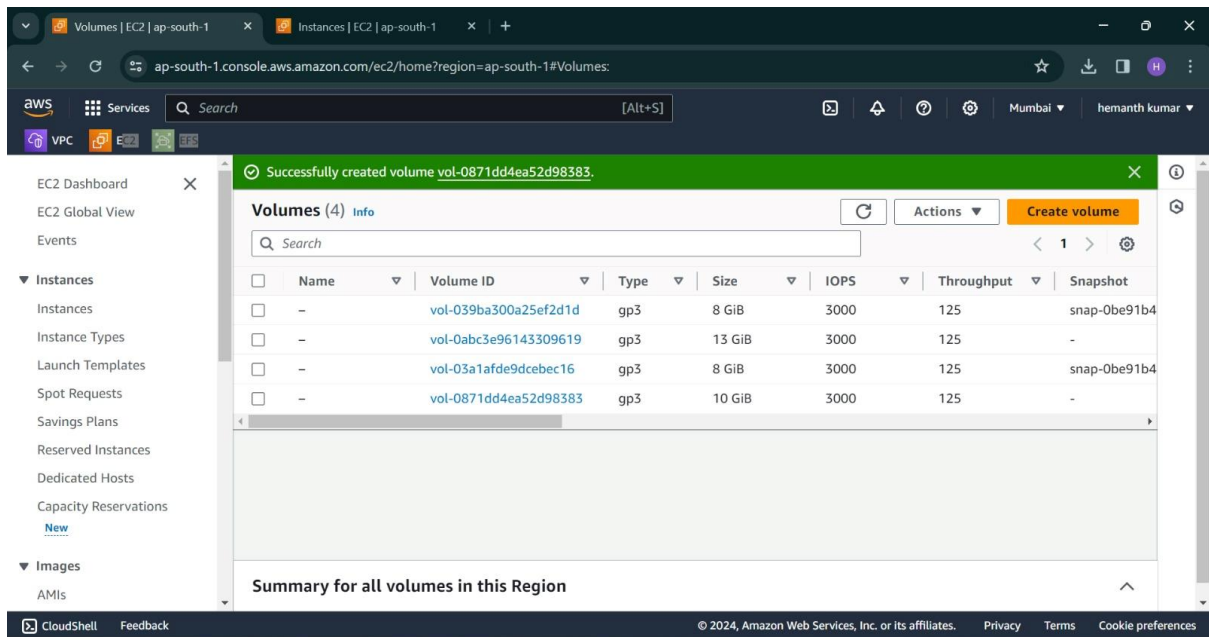 Volumes | EC2 | ap-south-1 Instances | EC2 | ap-south-1
ap-south-1.console.aws.amazon.com/ec2/home?region=ap-south-1#Volumes: H
aws Services Search [Alt+S] Mumbai hemanth kumar
VPC EC2 EFS
Successfully created volume vol-0871dd4ea52d98383.
EC2 Dashboard
EC2 Global View
Events
Instances
Instances
Instance Types
Launch Templates
Spot Requests
Savings Plans
Reserved Instances
Dedicated Hosts
Capacity Reservations
New
Images
AMIs
Volumes (4) Info Actions Create volume
Search 1
Name Volume ID Type Size IOPS Throughput Snapshot
– vol-039ba300a25ef2d1d gp3 8 GiB 3000 125 snap-0be91b4
– vol-0abc3e96143309619 gp3 13 GiB 3000 125 -
– vol-03a1afde9dcebec16 gp3 8 GiB 3000 125 snap-0be91b4
– vol-0871dd4ea52d98383 gp3 10 GiB 3000 125 -
Summary for all volumes in this Region
CloudShell Feedback © 2024, Amazon Web Services, Inc. or its affiliates. Privacy Terms Cookie preferences